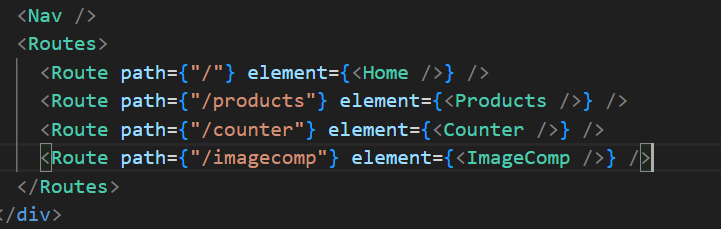 <Nav />
<Routes>
<Route path={"/"} element={<Home />} />
<Route path={"/products"} element={<Products />} />
<Route path={"/counter"} element={<Counter />} />
<Route path={"/imagecomp"} element={<ImageComp />} />
</Routes>
</div>